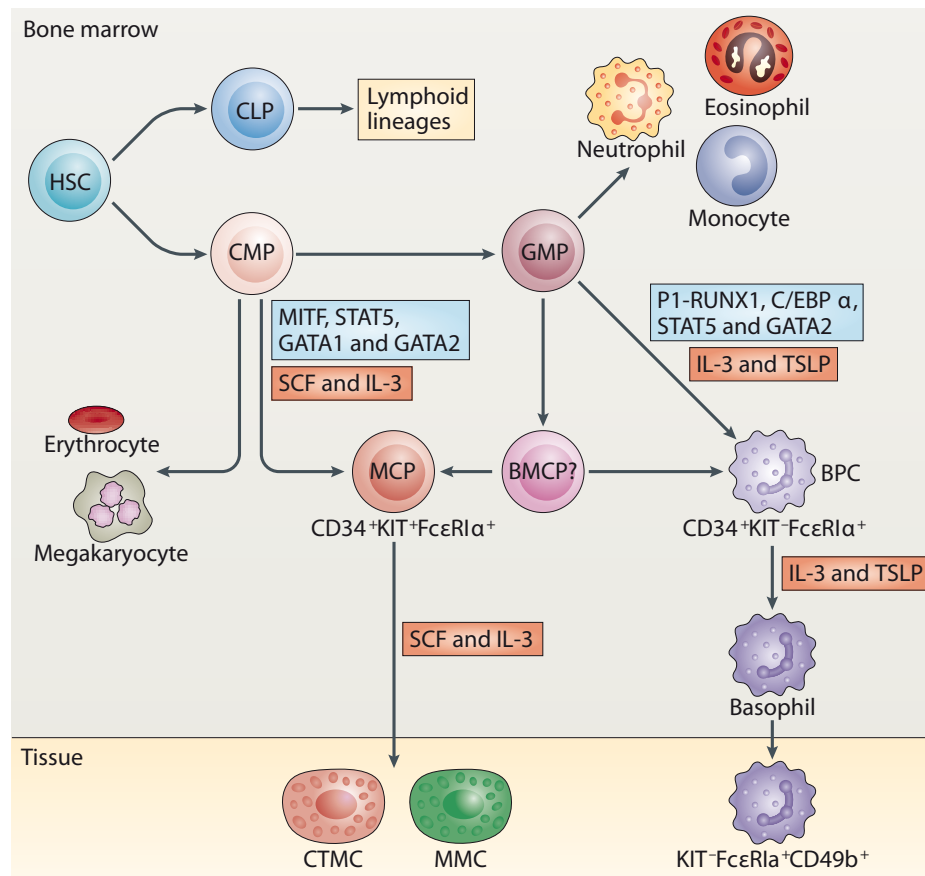 Bone marrow
CLP
Lymphoid
lineages
HSC
Neutrophil
Eosinophil
Monocyte
CMP
GMP
MITF, STAT5,
GATA1 and GATA2
SCF and IL-3
P1-RUNX1, C/EBP α,
STAT5 and GATA2
IL-3 and TSLP
Erythrocyte
Megakaryocyte
MCP
CD34⁺KIT⁺FcεRIα⁺
BMCP?
BPC
CD34⁺KIT⁻FcεRIα⁺
IL-3 and TSLP
SCF and IL-3
Basophil
Tissue
CTMC
MMC
KIT⁻FcεRIa⁺CD49b⁺